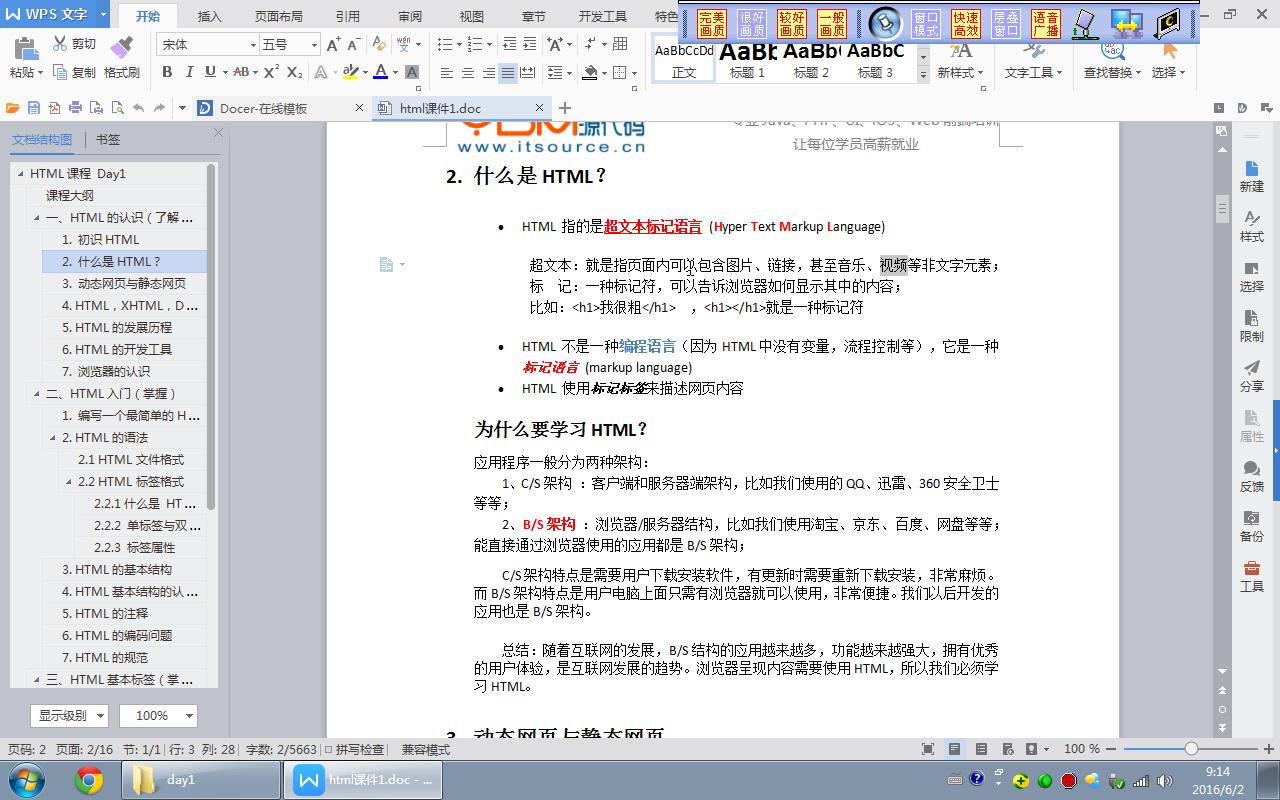 WPS 文字
开始
插入
页面布局
引用
审阅
视图
章节
开发工具
特色
完美画质
很好画质
较好画质
一般画质
窗口模式
快速高效
层叠窗口
语音广播
粘贴
剪切
复制
格式刷
宋体
五号
B I U AB X² X₂ A A A
AaBbCcDd
AaBb
AaBb(
AaBbC
正文
标题 1
标题 2
标题 3
新样式
文字工具
查找替换
选择
Docer-在线模板
html课件1.doc
文档结构图
书签
HTML 课程 Day1
课程大纲
一、HTML 的认识（了解 ...
1. 初识 HTML
2. 什么是 HTML？
3. 动态网页与静态网页
4. HTML，XHTML，D ...
5. HTML 的发展历程
6. HTML 的开发工具
7. 浏览器的认识
二、HTML 入门（掌握）
1. 编写一个最简单的 H ...
2. HTML 的语法
2.1 HTML 文件格式
2.2 HTML 标签格式
2.2.1 什么是 HT ...
2.2.2 单标签与双 ...
2.2.3 标签属性
3. HTML 的基本结构
4. HTML 基本结构的认 ...
5. HTML 的注释
6. HTML 的编码问题
7. HTML 的规范
三、HTML 基本标签（掌 ...
显示级别
100%
源代码
www.itsource.cn
专业 Java、PHP、UI、iOS、Web 前端培训
让每位学员高薪就业
2. 什么是 HTML？
• HTML 指的是超文本标记语言 (Hyper Text Markup Language)
超文本：就是指页面内可以包含图片、链接，甚至音乐、视频等非文字元素；
标 记：一种标记符，可以告诉浏览器如何显示其中的内容；
比如：<h1>我很粗</h1> ，<h1></h1>就是一种标记符
• HTML 不是一种编程语言（因为 HTML 中没有变量，流程控制等），它是一种
标记语言 (markup language)
• HTML 使用标记标签来描述网页内容
为什么要学习 HTML？
应用程序一般分为两种架构：
1、C/S 架构 ：客户端和服务器端架构，比如我们使用的 QQ、迅雷、360 安全卫士
等等；
2、B/S 架构 ：浏览器/服务器结构，比如我们使用淘宝、京东、百度、网盘等等；
能直接通过浏览器使用的应用都是 B/S 架构；
C/S 架构特点是需要用户下载安装软件，有更新时需要重新下载安装，非常麻烦。
而 B/S 架构特点是用户电脑上面只需有浏览器就可以使用，非常便捷。我们以后开发的
应用也是 B/S 架构。
总结：随着互联网的发展，B/S 结构的应用越来越多，功能越来越强大，拥有优秀
的用户体验，是互联网发展的趋势。浏览器呈现内容需要使用 HTML，所以我们必须学
习 HTML。
3. 动态网页与静态网页
新建
样式
选择
限制
分享
属性
反馈
备份
工具
页码: 2 页面: 2/16 节: 1/1 行: 3 列: 28 字数: 2/5663 拼写检查 兼容模式
100 %
day1
html课件1.doc - ...
9:14
2016/6/2